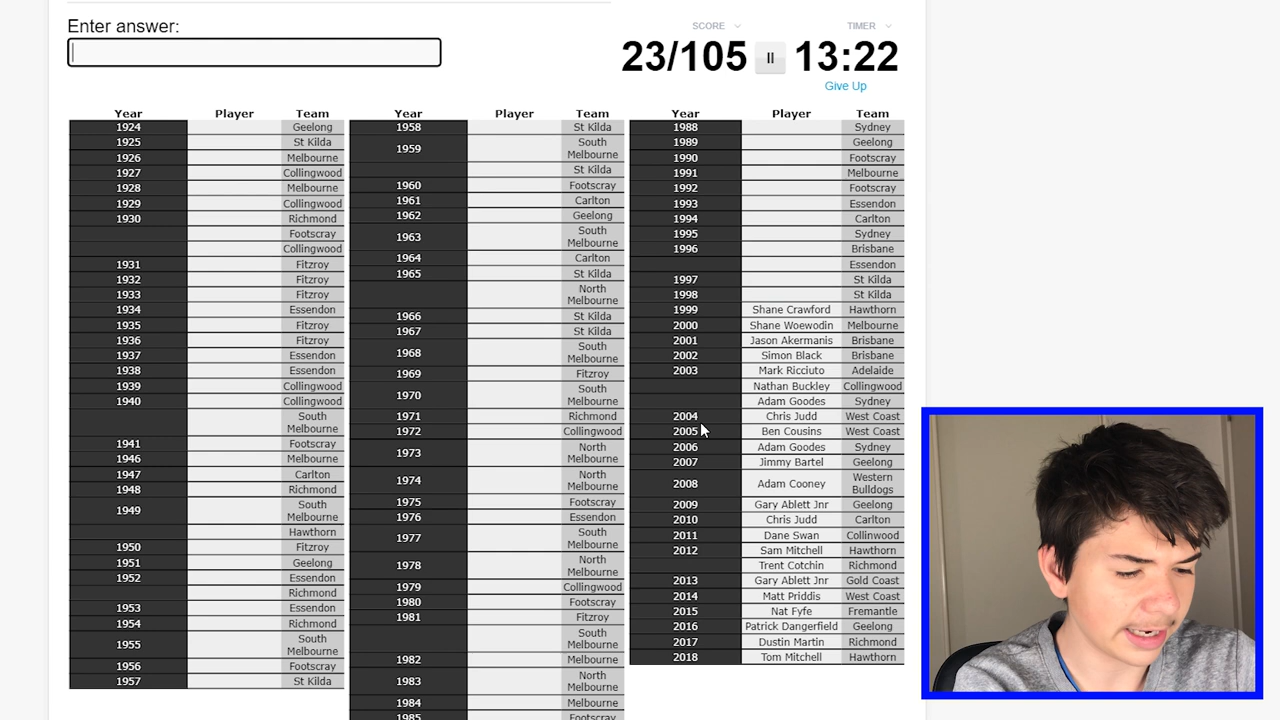 Enter answer:
SCORE
TIMER
23/105
13:22
Give Up
Year Player Team
1924 Geelong
1925 St Kilda
1926 Melbourne
1927 Collingwood
1928 Melbourne
1929 Collingwood
1930 Richmond
Footscray
Collingwood
1931 Fitzroy
1932 Fitzroy
1933 Fitzroy
1934 Essendon
1935 Fitzroy
1936 Fitzroy
1937 Essendon
1938 Essendon
1939 Collingwood
1940 Collingwood
South
Melbourne
1941 Footscray
1946 Melbourne
1947 Carlton
1948 Richmond
1949 South
Melbourne
Hawthorn
1950 Fitzroy
1951 Geelong
1952 Essendon
Richmond
1953 Essendon
1954 Richmond
1955 South
Melbourne
1956 Footscray
1957 St Kilda
Year Player Team
1958 St Kilda
1959 South
Melbourne
St Kilda
1960 Footscray
1961 Carlton
1962 Geelong
1963 South
Melbourne
1964 Carlton
1965 St Kilda
North
Melbourne
1966 St Kilda
1967 St Kilda
1968 South
Melbourne
1969 Fitzroy
1970 South
Melbourne
1971 Richmond
1972 Collingwood
1973 North
Melbourne
1974 North
Melbourne
1975 Footscray
1976 Essendon
1977 South
Melbourne
1978 North
Melbourne
1979 Collingwood
1980 Footscray
1981 Fitzroy
South
Melbourne
1982 Melbourne
1983 North
Melbourne
1984 Melbourne
1985 Footscray
Year Player Team
1988 Sydney
1989 Geelong
1990 Footscray
1991 Melbourne
1992 Footscray
1993 Essendon
1994 Carlton
1995 Sydney
1996 Brisbane
Essendon
1997 St Kilda
1998 St Kilda
1999 Shane Crawford Hawthorn
2000 Shane Woewodin Melbourne
2001 Jason Akermanis Brisbane
2002 Simon Black Brisbane
2003 Mark Ricciuto Adelaide
Nathan Buckley Collingwood
Adam Goodes Sydney
2004 Chris Judd West Coast
2005 Ben Cousins West Coast
2006 Adam Goodes Sydney
2007 Jimmy Bartel Geelong
2008 Adam Cooney Western
Bulldogs
2009 Gary Ablett Jnr Geelong
2010 Chris Judd Carlton
2011 Dane Swan Collinwood
2012 Sam Mitchell Hawthorn
Trent Cotchin Richmond
2013 Gary Ablett Jnr Gold Coast
2014 Matt Priddis West Coast
2015 Nat Fyfe Fremantle
2016 Patrick Dangerfield Geelong
2017 Dustin Martin Richmond
2018 Tom Mitchell Hawthorn